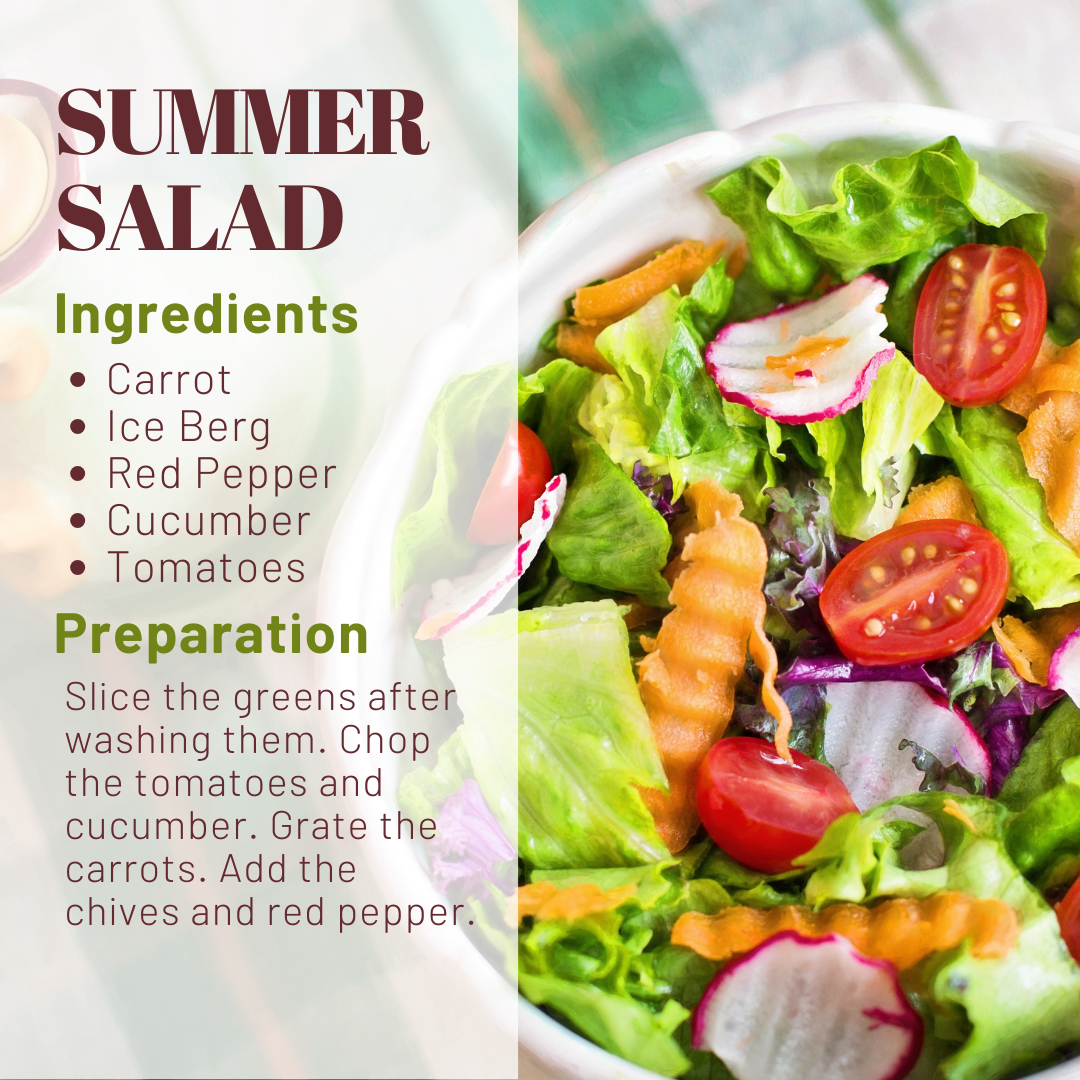 SUMMER
SALAD
Ingredients
• Carrot
• Ice Berg
• Red Pepper
• Cucumber
• Tomatoes
Preparation
Slice the greens after
washing them. Chop
the tomatoes and
cucumber. Grate the
carrots. Add the
chives and red pepper.